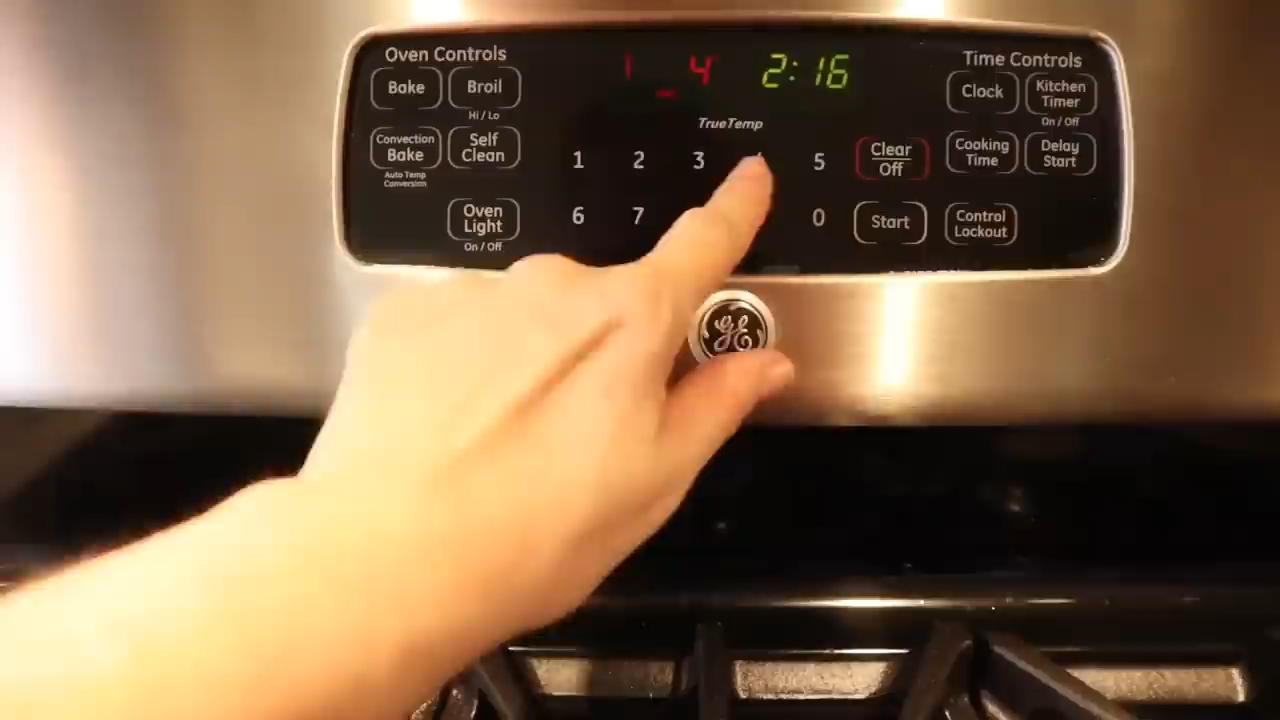 Oven Controls
Time Controls
1_4 2:16
Bake
Broil
Hi / Lo
Clock
Kitchen
Timer
On / Off
TrueTemp
Convection
Bake
Auto Temp
Conversion
Self
Clean
1 2 3 5
Clear
Off
Cooking
Time
Delay
Start
Oven
Light
On / Off
6 7 0
Start
Control
Lockout
GE